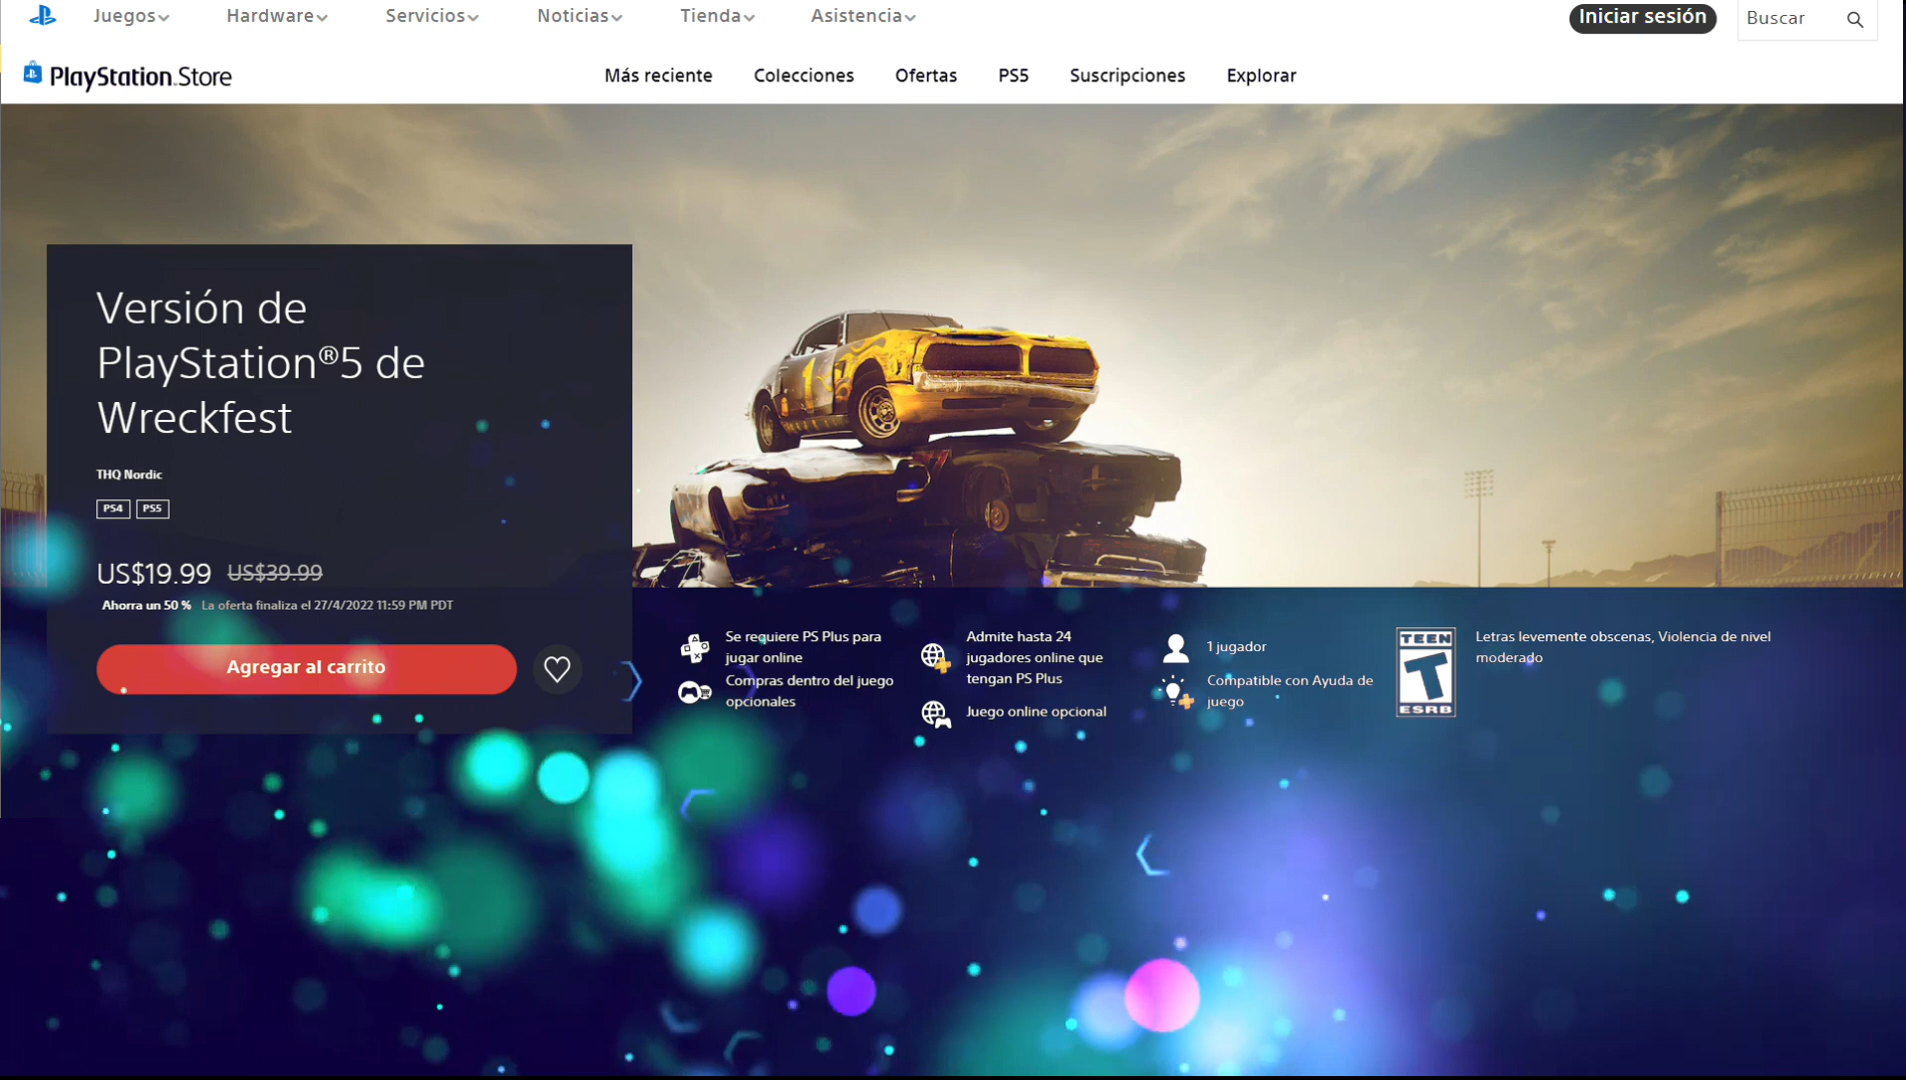 Juegos
Hardware
Servicios
Noticias
Tienda
Asistencia
Iniciar sesión
Buscar
PlayStation Store
Más reciente
Colecciones
Ofertas
PS5
Suscripciones
Explorar
Versión de
PlayStation®5 de
Wreckfest
THQ Nordic
PS4 PS5
US$19.99 US$39.99
Ahorra un 50 % La oferta finaliza el 27/4/2022 11:59 PM PDT
Agregar al carrito
Se requiere PS Plus para
jugar online
Compras dentro del juego
opcionales
Admite hasta 24
jugadores online que
tengan PS Plus
Juego online opcional
1 jugador
Compatible con Ayuda de
juego
TEEN
T
ESRB
Letras levemente obscenas, Violencia de nivel
moderado